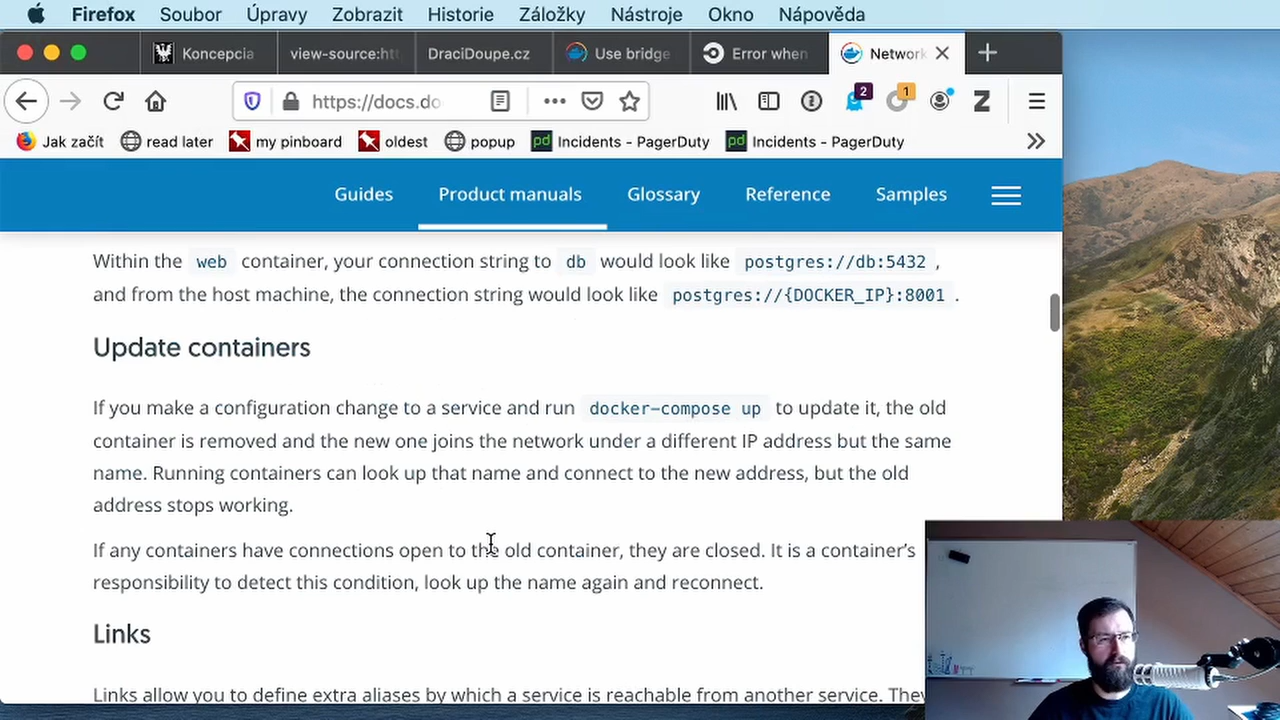 Firefox Soubor Úpravy Zobrazit Historie Záložky Nástroje Okno Nápověda
Koncepcia view-source:htt DraciDoupe.cz Use bridge Error when Network
https://docs.do 2 1 Z
Jak začít read later my pinboard oldest popup pd Incidents - PagerDuty pd Incidents - PagerDuty
Guides Product manuals Glossary Reference Samples
Within the web container, your connection string to db would look like postgres://db:5432 ,
and from the host machine, the connection string would look like postgres://{DOCKER_IP}:8001 .
Update containers
If you make a configuration change to a service and run docker-compose up to update it, the old
container is removed and the new one joins the network under a different IP address but the same
name. Running containers can look up that name and connect to the new address, but the old
address stops working.
If any containers have connections open to the old container, they are closed. It is a container's
responsibility to detect this condition, look up the name again and reconnect.
Links
Links allow you to define extra aliases by which a service is reachable from another service. They